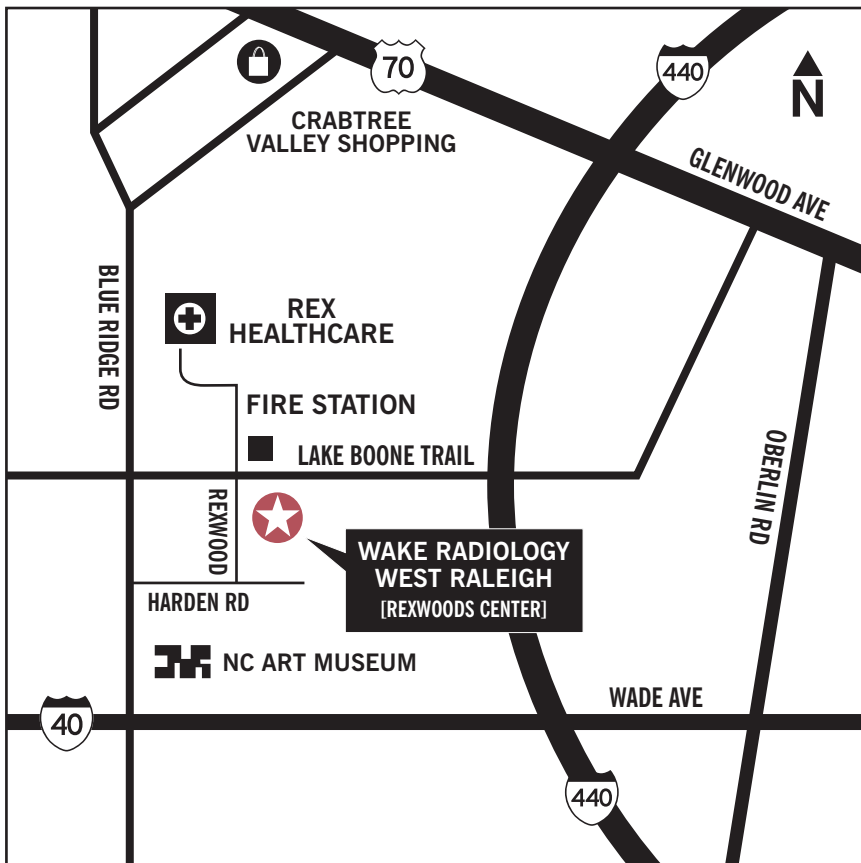 70
440
N
CRABTREE
VALLEY SHOPPING
GLENWOOD AVE
BLUE RIDGE RD
REX
HEALTHCARE
FIRE STATION
LAKE BOONE TRAIL
OBERLIN RD
REXWOOD
WAKE RADIOLOGY
WEST RALEIGH
[REXWOODS CENTER]
HARDEN RD
NC ART MUSEUM
WADE AVE
40
440